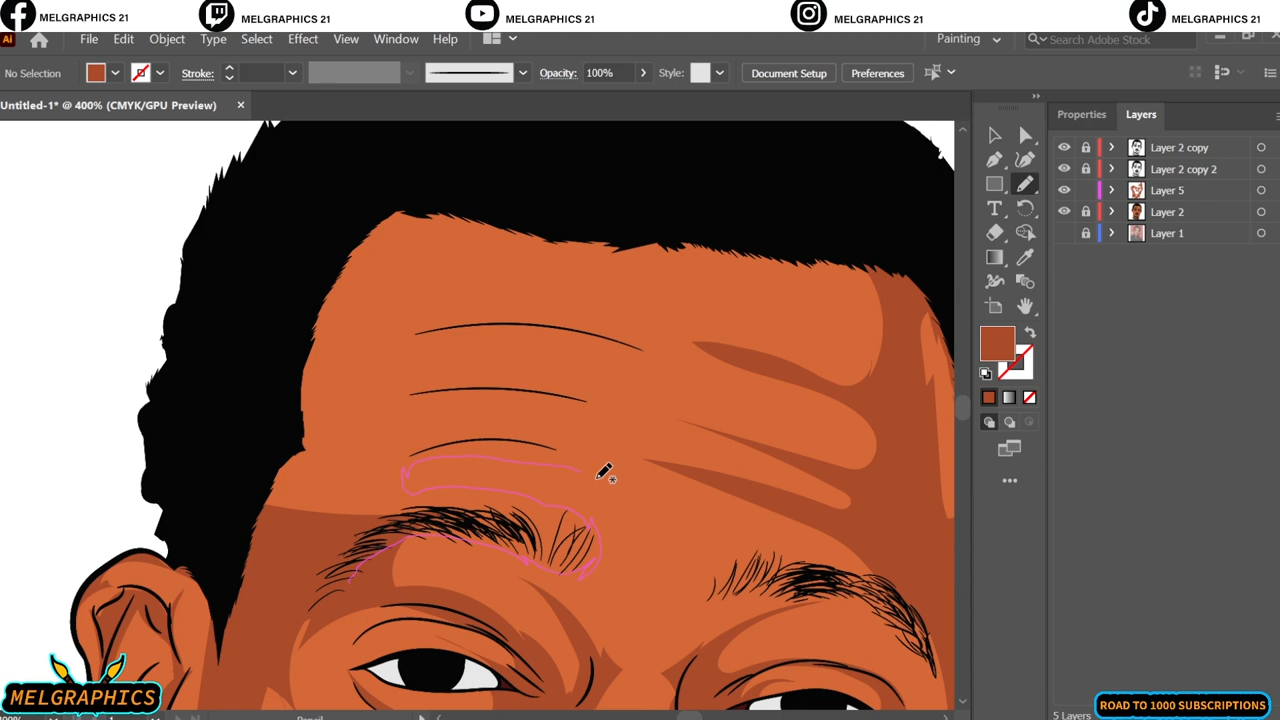 MELGRAPHICS 21 MELGRAPHICS 21 MELGRAPHICS 21 MELGRAPHICS 21 MELGRAPHICS 21
Ai File Edit Object Type Select Effect View Window Help Painting Search Adobe Stock
No Selection Stroke: Opacity: 100% Style: Document Setup Preferences
Untitled-1* @ 400% (CMYK/GPU Preview)
Properties Layers
Layer 2 copy
Layer 2 copy 2
Layer 5
Layer 2
Layer 1
MELGRAPHICS
ROAD TO 1000 SUBSCRIPTIONS
5 Layers
Pencil